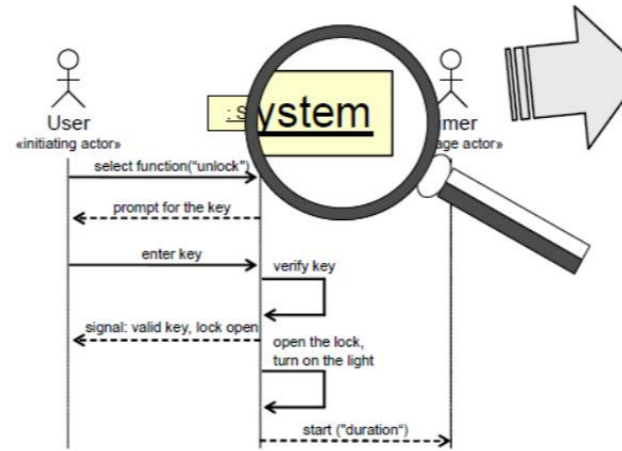 User
«initiating actor»
: S
ystem
imer
age actor»
select function("unlock")
prompt for the key
enter key
verify key
signal: valid key, lock open
open the lock,
turn on the light
start ("duration")